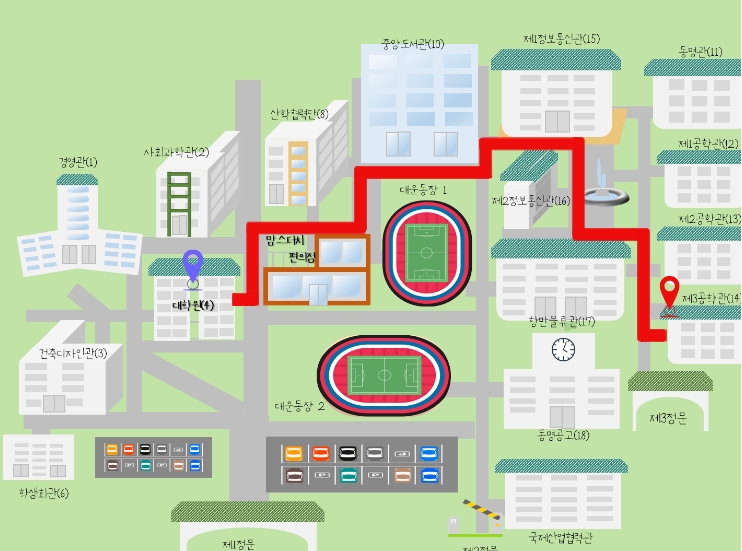 중앙도서관(10)
제1정보통신관(15)
동명관(11)
산학협력단(8)
사회과학관(2)
제1공학관(12)
경영관(1)
대운동장 1
제2정보통신관(16)
제2공학관(13)
맘스터치
편의점
대학원(4)
제3공학관(14)
항만물류관(17)
건축디자인관(3)
대운동장 2
제3정문
동명공고(18)
학생회관(6)
국제산업협력관
제1정문
제2정문